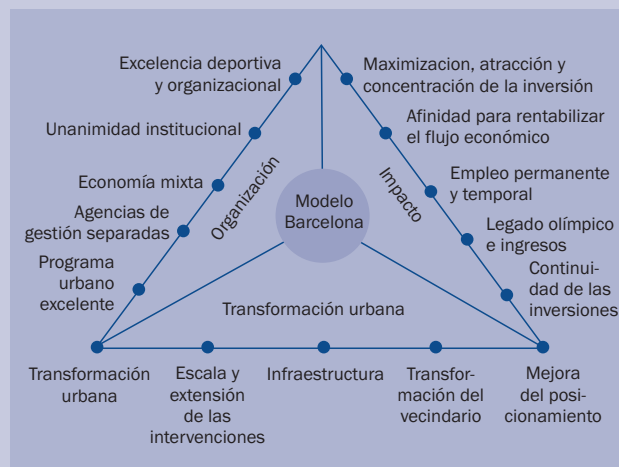 Excelencia deportiva
y organizacional
Maximizacion, atracción y
concentración de la inversión
Unanimidad institucional
Afinidad para rentabilizar
el flujo económico
Economía mixta
Empleo permanente
y temporal
Agencias de
gestión separadas
Legado olímpico
e ingresos
Programa
urbano
excelente
Continui-
dad de las
inversiones
Organización
Modelo
Barcelona
Impacto
Transformación urbana
Transformación
urbana
Escala y
extensión
de las
intervenciones
Infraestructura
Transfor-
mación del
vecindario
Mejora
del posi-
cionamiento